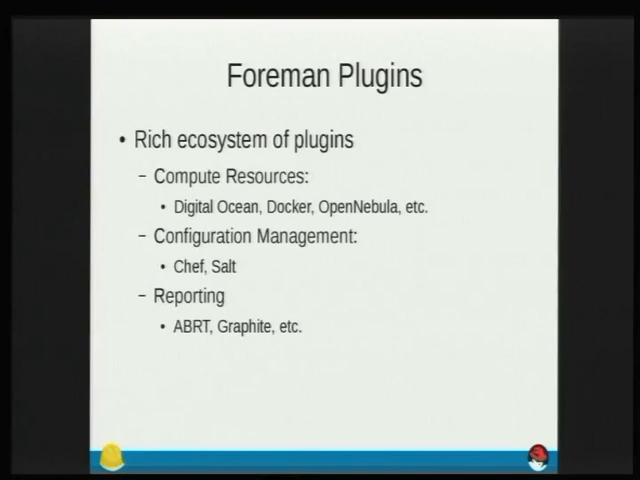 Foreman Plugins
• Rich ecosystem of plugins
– Compute Resources:
• Digital Ocean, Docker, OpenNebula, etc.
– Configuration Management:
• Chef, Salt
– Reporting
• ABRT, Graphite, etc.